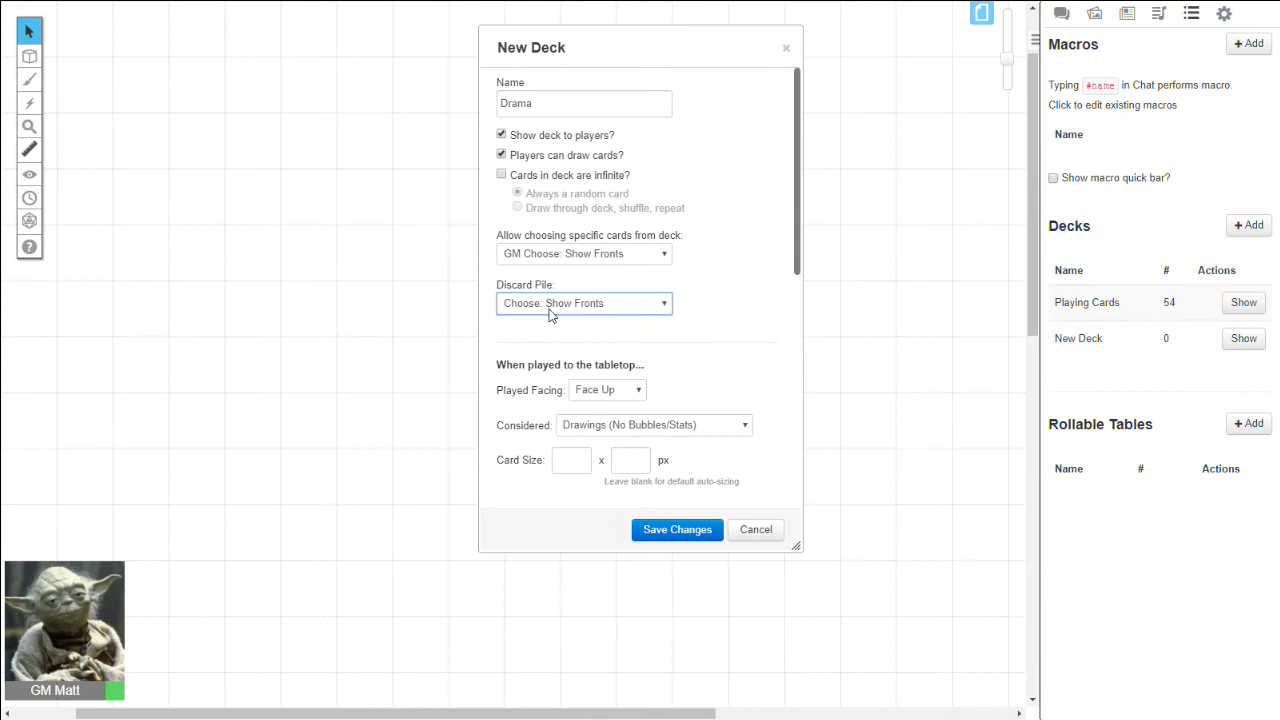 New Deck
×
Name
Drama
Show deck to players?
Players can draw cards?
Cards in deck are infinite?
Always a random card
Draw through deck, shuffle, repeat
Allow choosing specific cards from deck:
GM Choose: Show Fronts
Discard Pile:
Choose: Show Fronts
When played to the tabletop...
Played Facing: Face Up
Considered: Drawings (No Bubbles/Stats)
Card Size: x px
Leave blank for default auto-sizing
Save Changes Cancel
GM Matt
Macros + Add
Typing #name in Chat performs macro.
Click to edit existing macros
Name
Show macro quick bar?
Decks + Add
Name # Actions
Playing Cards 54 Show
New Deck 0 Show
Rollable Tables + Add
Name # Actions